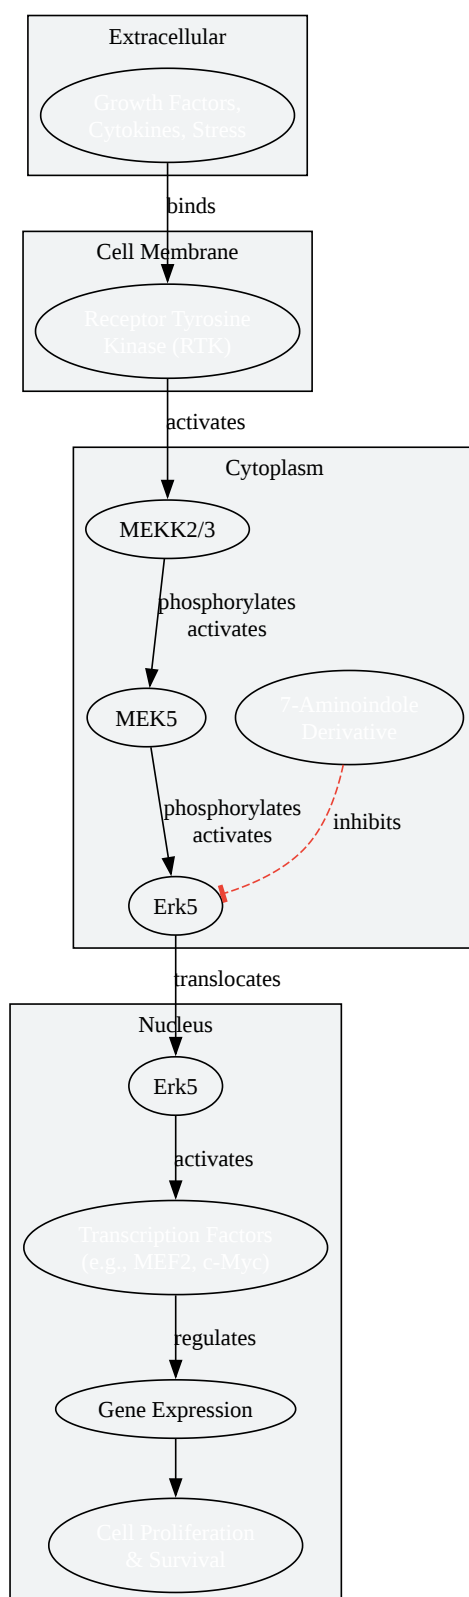 Extracellular
Growth Factors,
Cytokines, Stress
binds
Cell Membrane
Receptor Tyrosine
Kinase (RTK)
activates
Cytoplasm
MEKK2/3
phosphorylates
activates
MEK5
7-Aminoindole
Derivative
phosphorylates
activates
inhibits
Erk5
translocates
Nucleus
Erk5
activates
Transcription Factors
(e.g., MEF2, c-Myc)
regulates
Gene Expression
Cell Proliferation
& Survival